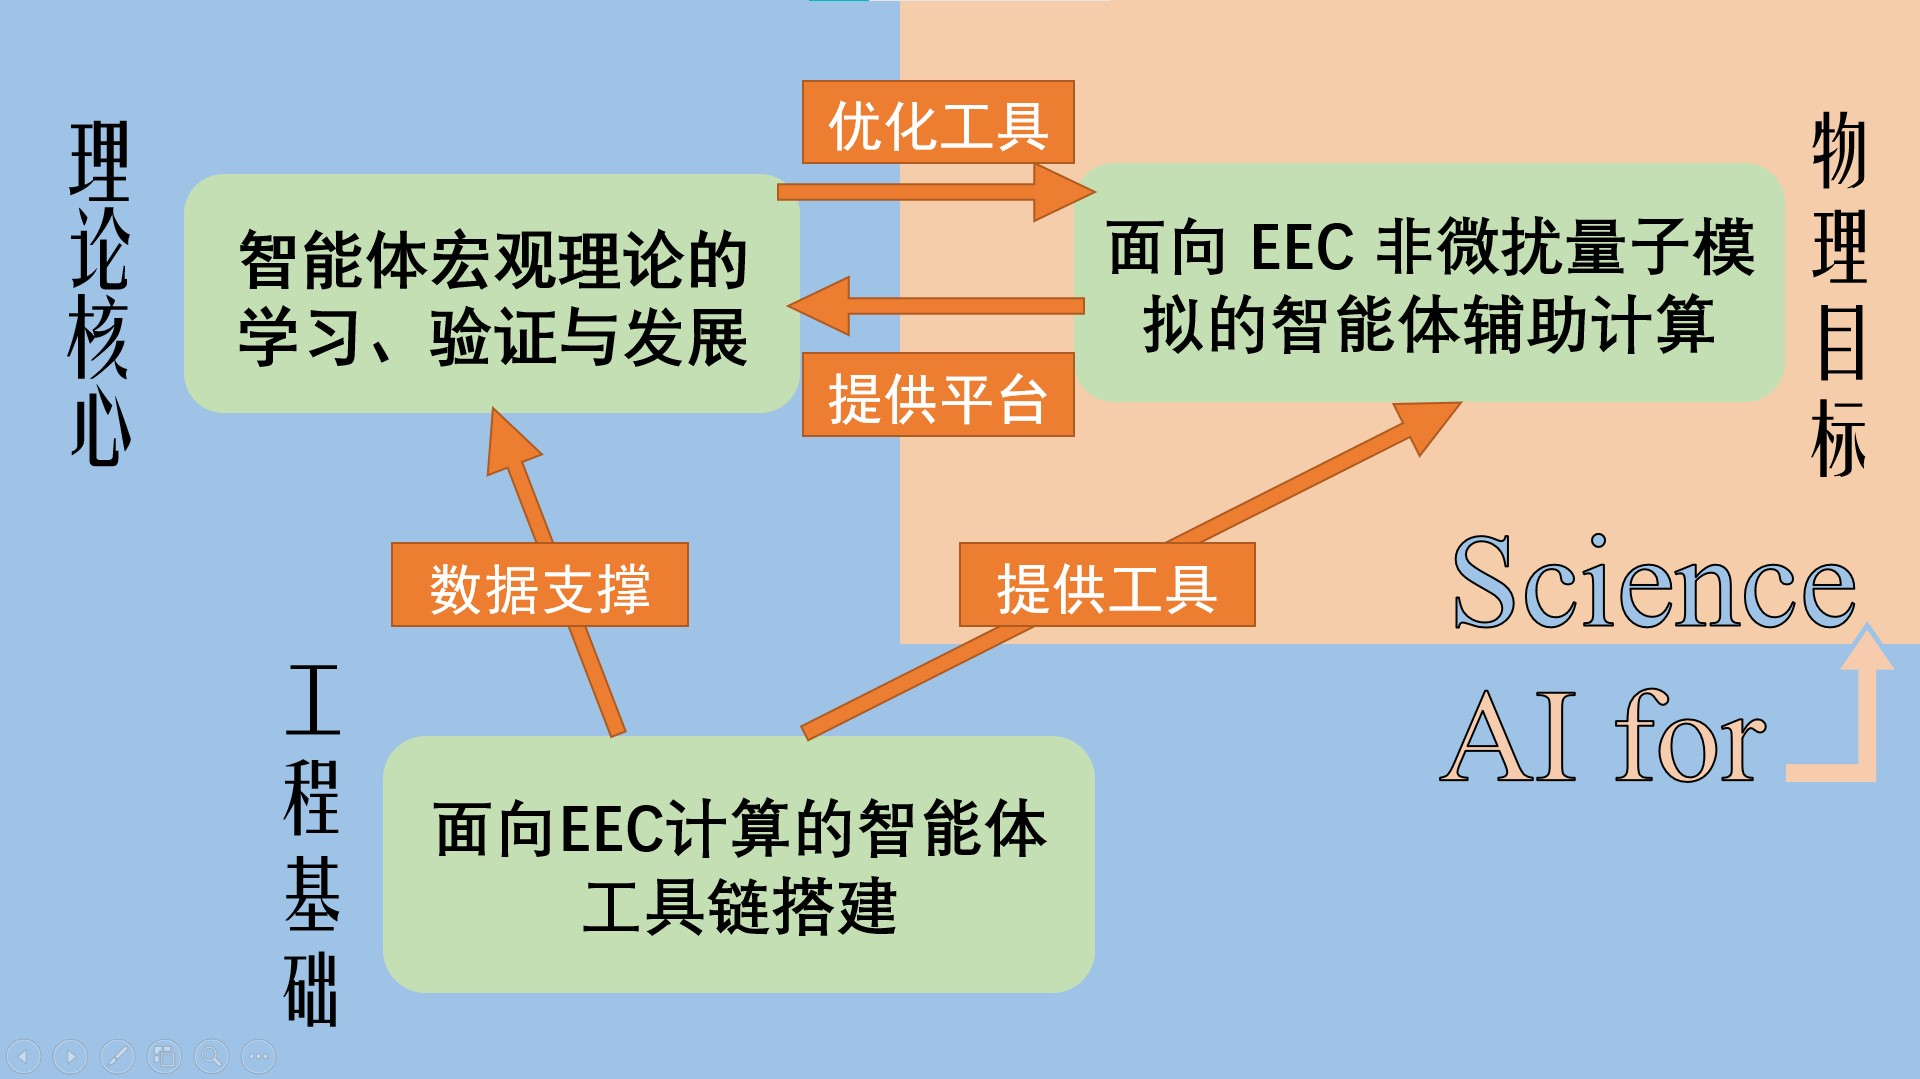 优化工具
理论核心
物理目标
智能体宏观理论的
学习、验证与发展
面向 EEC 非微扰量子模
拟的智能体辅助计算
提供平台
数据支撑
提供工具
Science
AI for
工程基础
面向EEC计算的智能体
工具链搭建